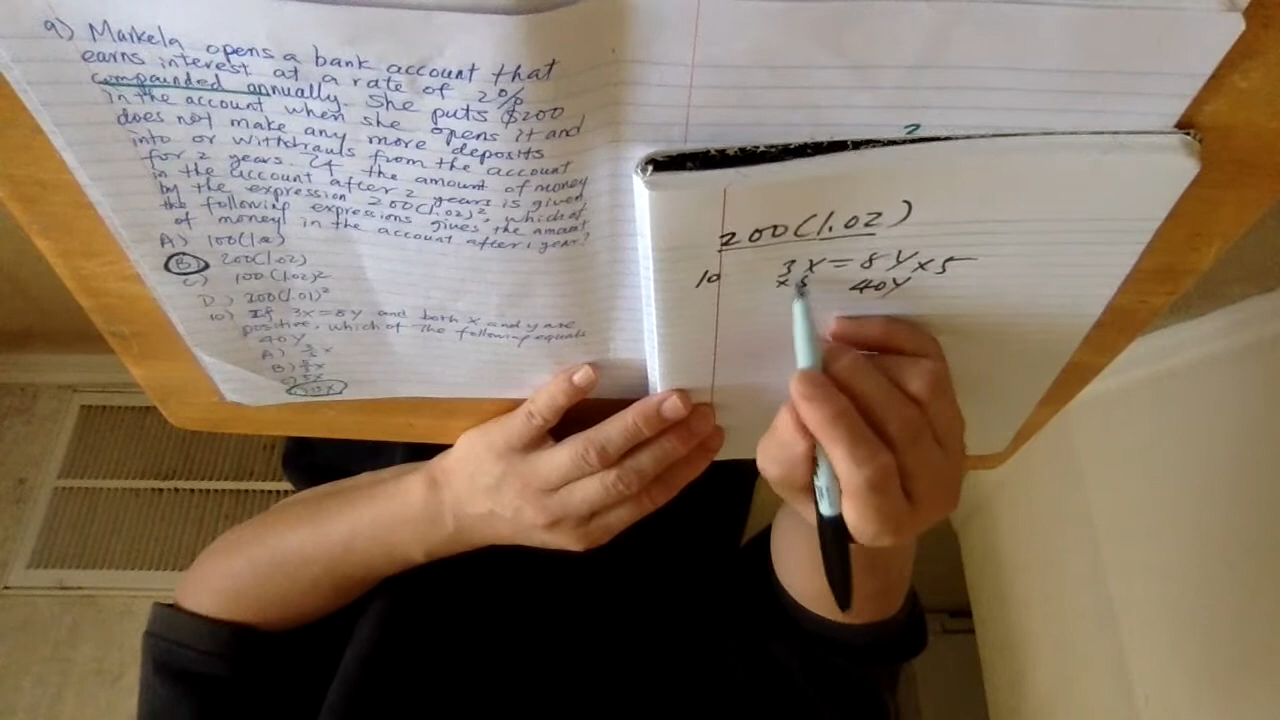 9) Markela opens a bank account that
earns interest at a rate of 2%
compounded annually. She puts $200
in the account when she opens it and
does not make any more deposits
into or withdrawls from the account
for 2 years. If the amount of money
in the account after 2 years is given
by the expression 200(1.02)², which of
the following expressions gives the amount
of money in the account after 1 year?
A)
B) 200(1.02)
C) 100(1.02)²
D) 200(1.01)²
10) If 3x=8y and both x and y are
positive, which of the following equals
40y
A)
B)
200(1.02)
10 3x=8yx5
x5 40y